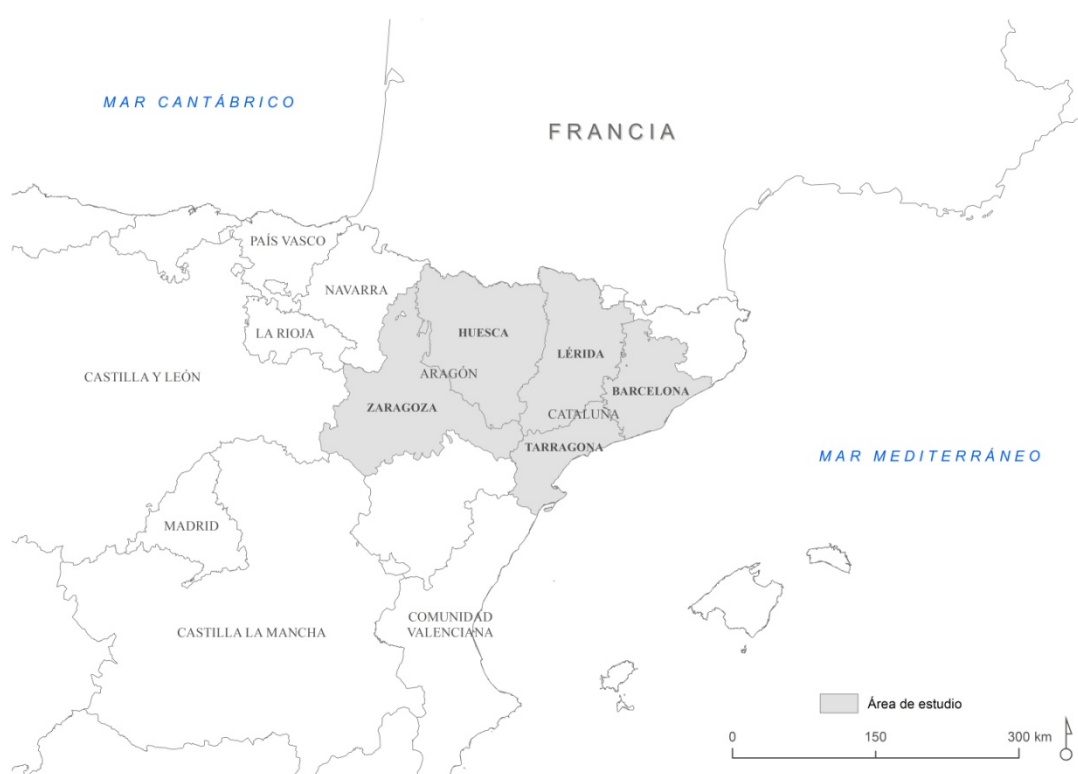 MAR CANTÁBRICO
FRANCIA
PAÍS VASCO
NAVARRA
LA RIOJA
HUESCA
LÉRIDA
CASTILLA Y LEÓN
ARAGÓN
BARCELONA
ZARAGOZA
CATALUÑA
TARRAGONA
MAR MEDITERRÁNEO
MADRID
COMUNIDAD
VALENCIANA
CASTILLA LA MANCHA
Área de estudio
0 150 300 km